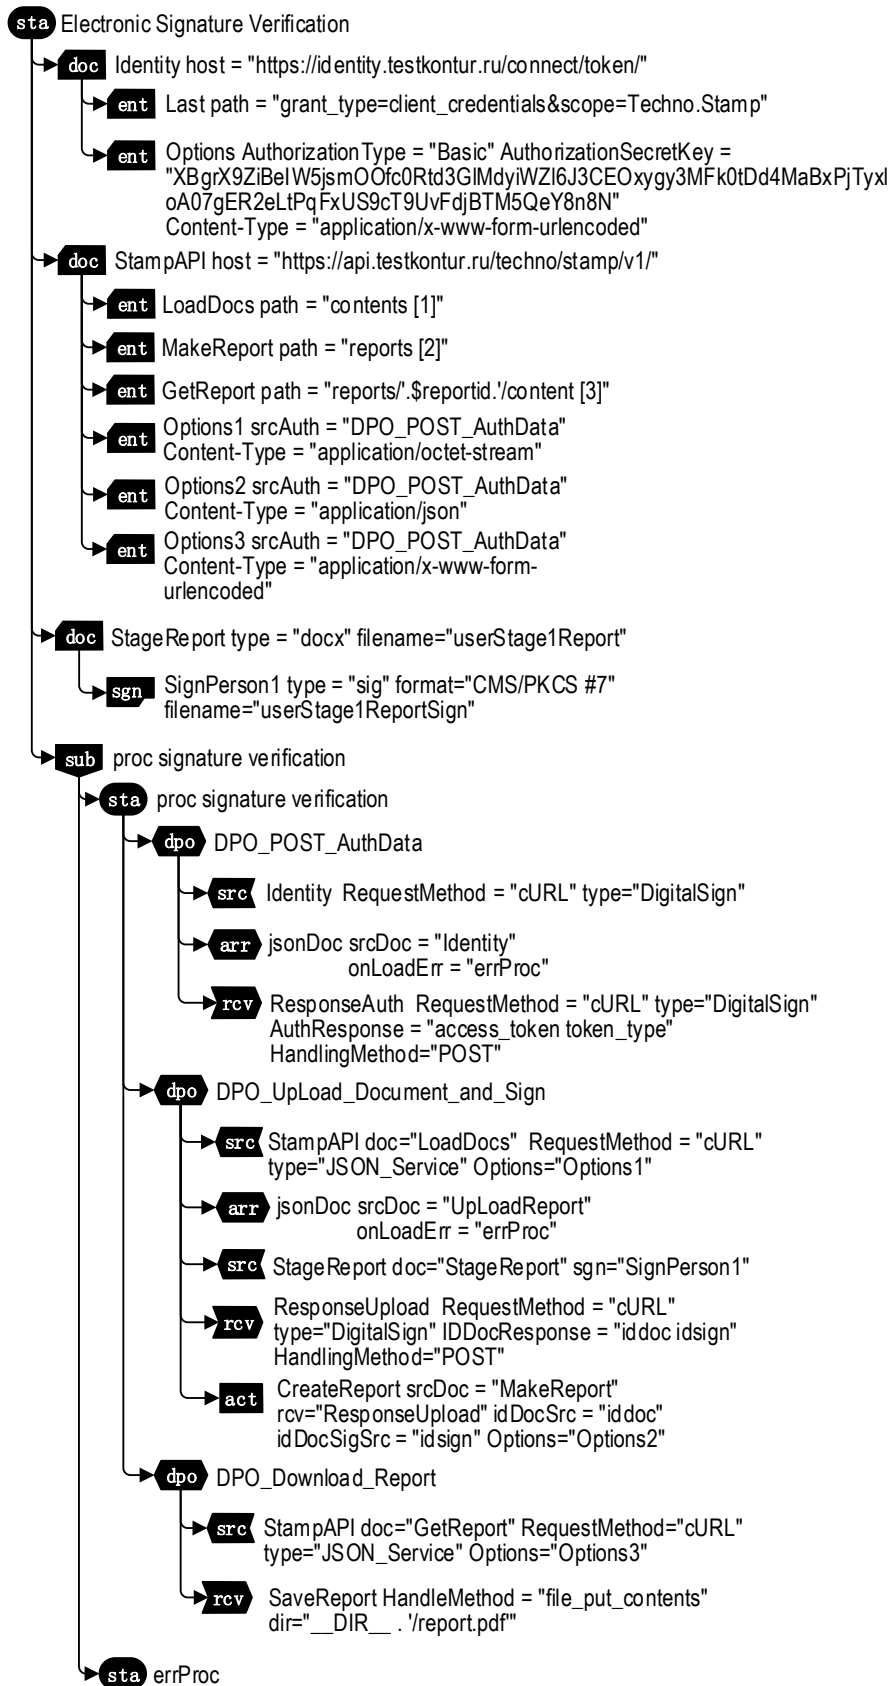 sta Electronic Signature Verification
doc Identity host = "https://identity.testkontur.ru/connect/token/"
ent Last path = "grant_type=client_credentials&scope=Techno.Stamp"
ent Options AuthorizationType = "Basic" AuthorizationSecretKey =
"XBgrX9ZiBeIW5jsmOOfc0Rtd3GlMdyiWZl6J3CEOxygy3MFk0tDd4MaBxPjTyxl
oA07gER2eLtPqFxUS9cT9UvFdjBTM5QeY8n8N"
Content-Type = "application/x-www-form-urlencoded"
doc StampAPI host = "https://api.testkontur.ru/techno/stamp/v1/"
ent LoadDocs path = "contents [1]"
ent MakeReport path = "reports [2]"
ent GetReport path = "reports/'.$reportid.'/content [3]"
ent Options1 srcAuth = "DPO_POST_AuthData"
Content-Type = "application/octet-stream"
ent Options2 srcAuth = "DPO_POST_AuthData"
Content-Type = "application/json"
ent Options3 srcAuth = "DPO_POST_AuthData"
Content-Type = "application/x-www-form-
urlencoded"
doc StageReport type = "docx" filename="userStage1Report"
sgn SignPerson1 type = "sig" format="CMS/PKCS #7"
filename="userStage1ReportSign"
sub proc signature verification
sta proc signature verification
dpo DPO_POST_AuthData
src Identity RequestMethod = "cURL" type="DigitalSign"
arr jsonDoc srcDoc = "Identity"
onLoadErr = "errProc"
rcv ResponseAuth RequestMethod = "cURL" type="DigitalSign"
AuthResponse = "access_token token_type"
HandlingMethod="POST"
dpo DPO_UpLoad_Document_and_Sign
src StampAPI doc="LoadDocs" RequestMethod = "cURL"
type="JSON_Service" Options="Options1"
arr jsonDoc srcDoc = "UpLoadReport"
onLoadErr = "errProc"
src StageReport doc="StageReport" sgn="SignPerson1"
rcv ResponseUpload RequestMethod = "cURL"
type="DigitalSign" IDDocResponse = "iddoc idsign"
HandlingMethod="POST"
act CreateReport srcDoc = "MakeReport"
rcv="ResponseUpload" idDocSrc = "iddoc"
idDocSigSrc = "idsign" Options="Options2"
dpo DPO_Download_Report
src StampAPI doc="GetReport" RequestMethod="cURL"
type="JSON_Service" Options="Options3"
rcv SaveReport HandleMethod = "file_put_contents"
dir="__DIR__ . '/report.pdf'"
sta errProc